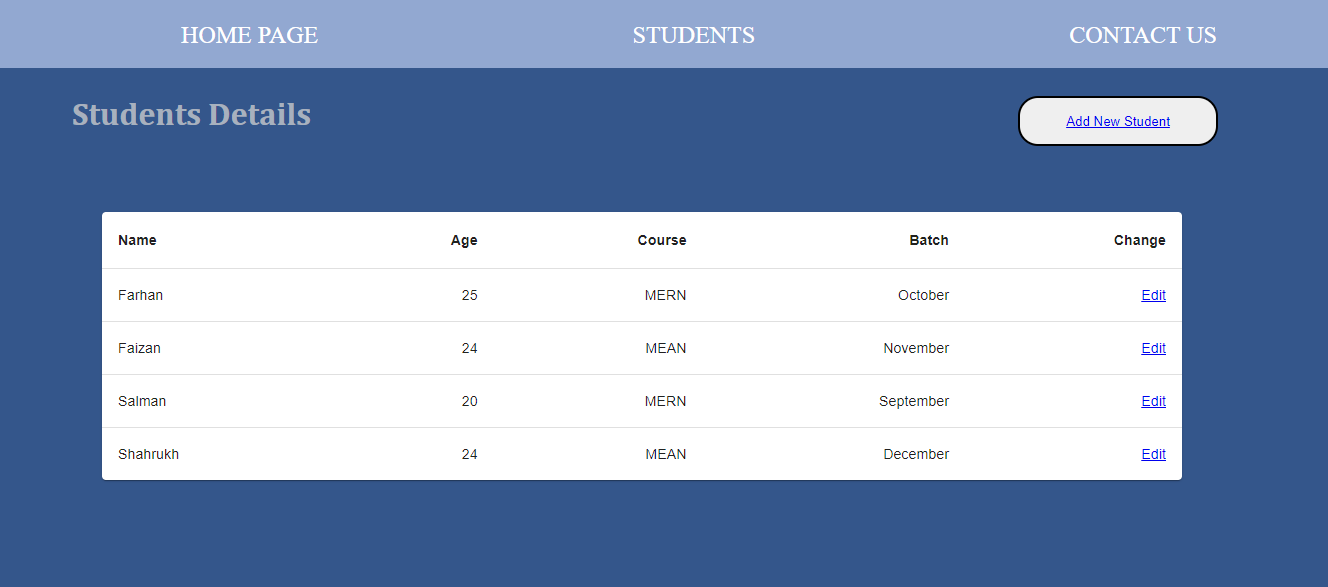 HOME PAGE STUDENTS CONTACT US
Students Details
Add New Student
Name Age Course Batch Change
Farhan 25 MERN October Edit
Faizan 24 MEAN November Edit
Salman 20 MERN September Edit
Shahrukh 24 MEAN December Edit